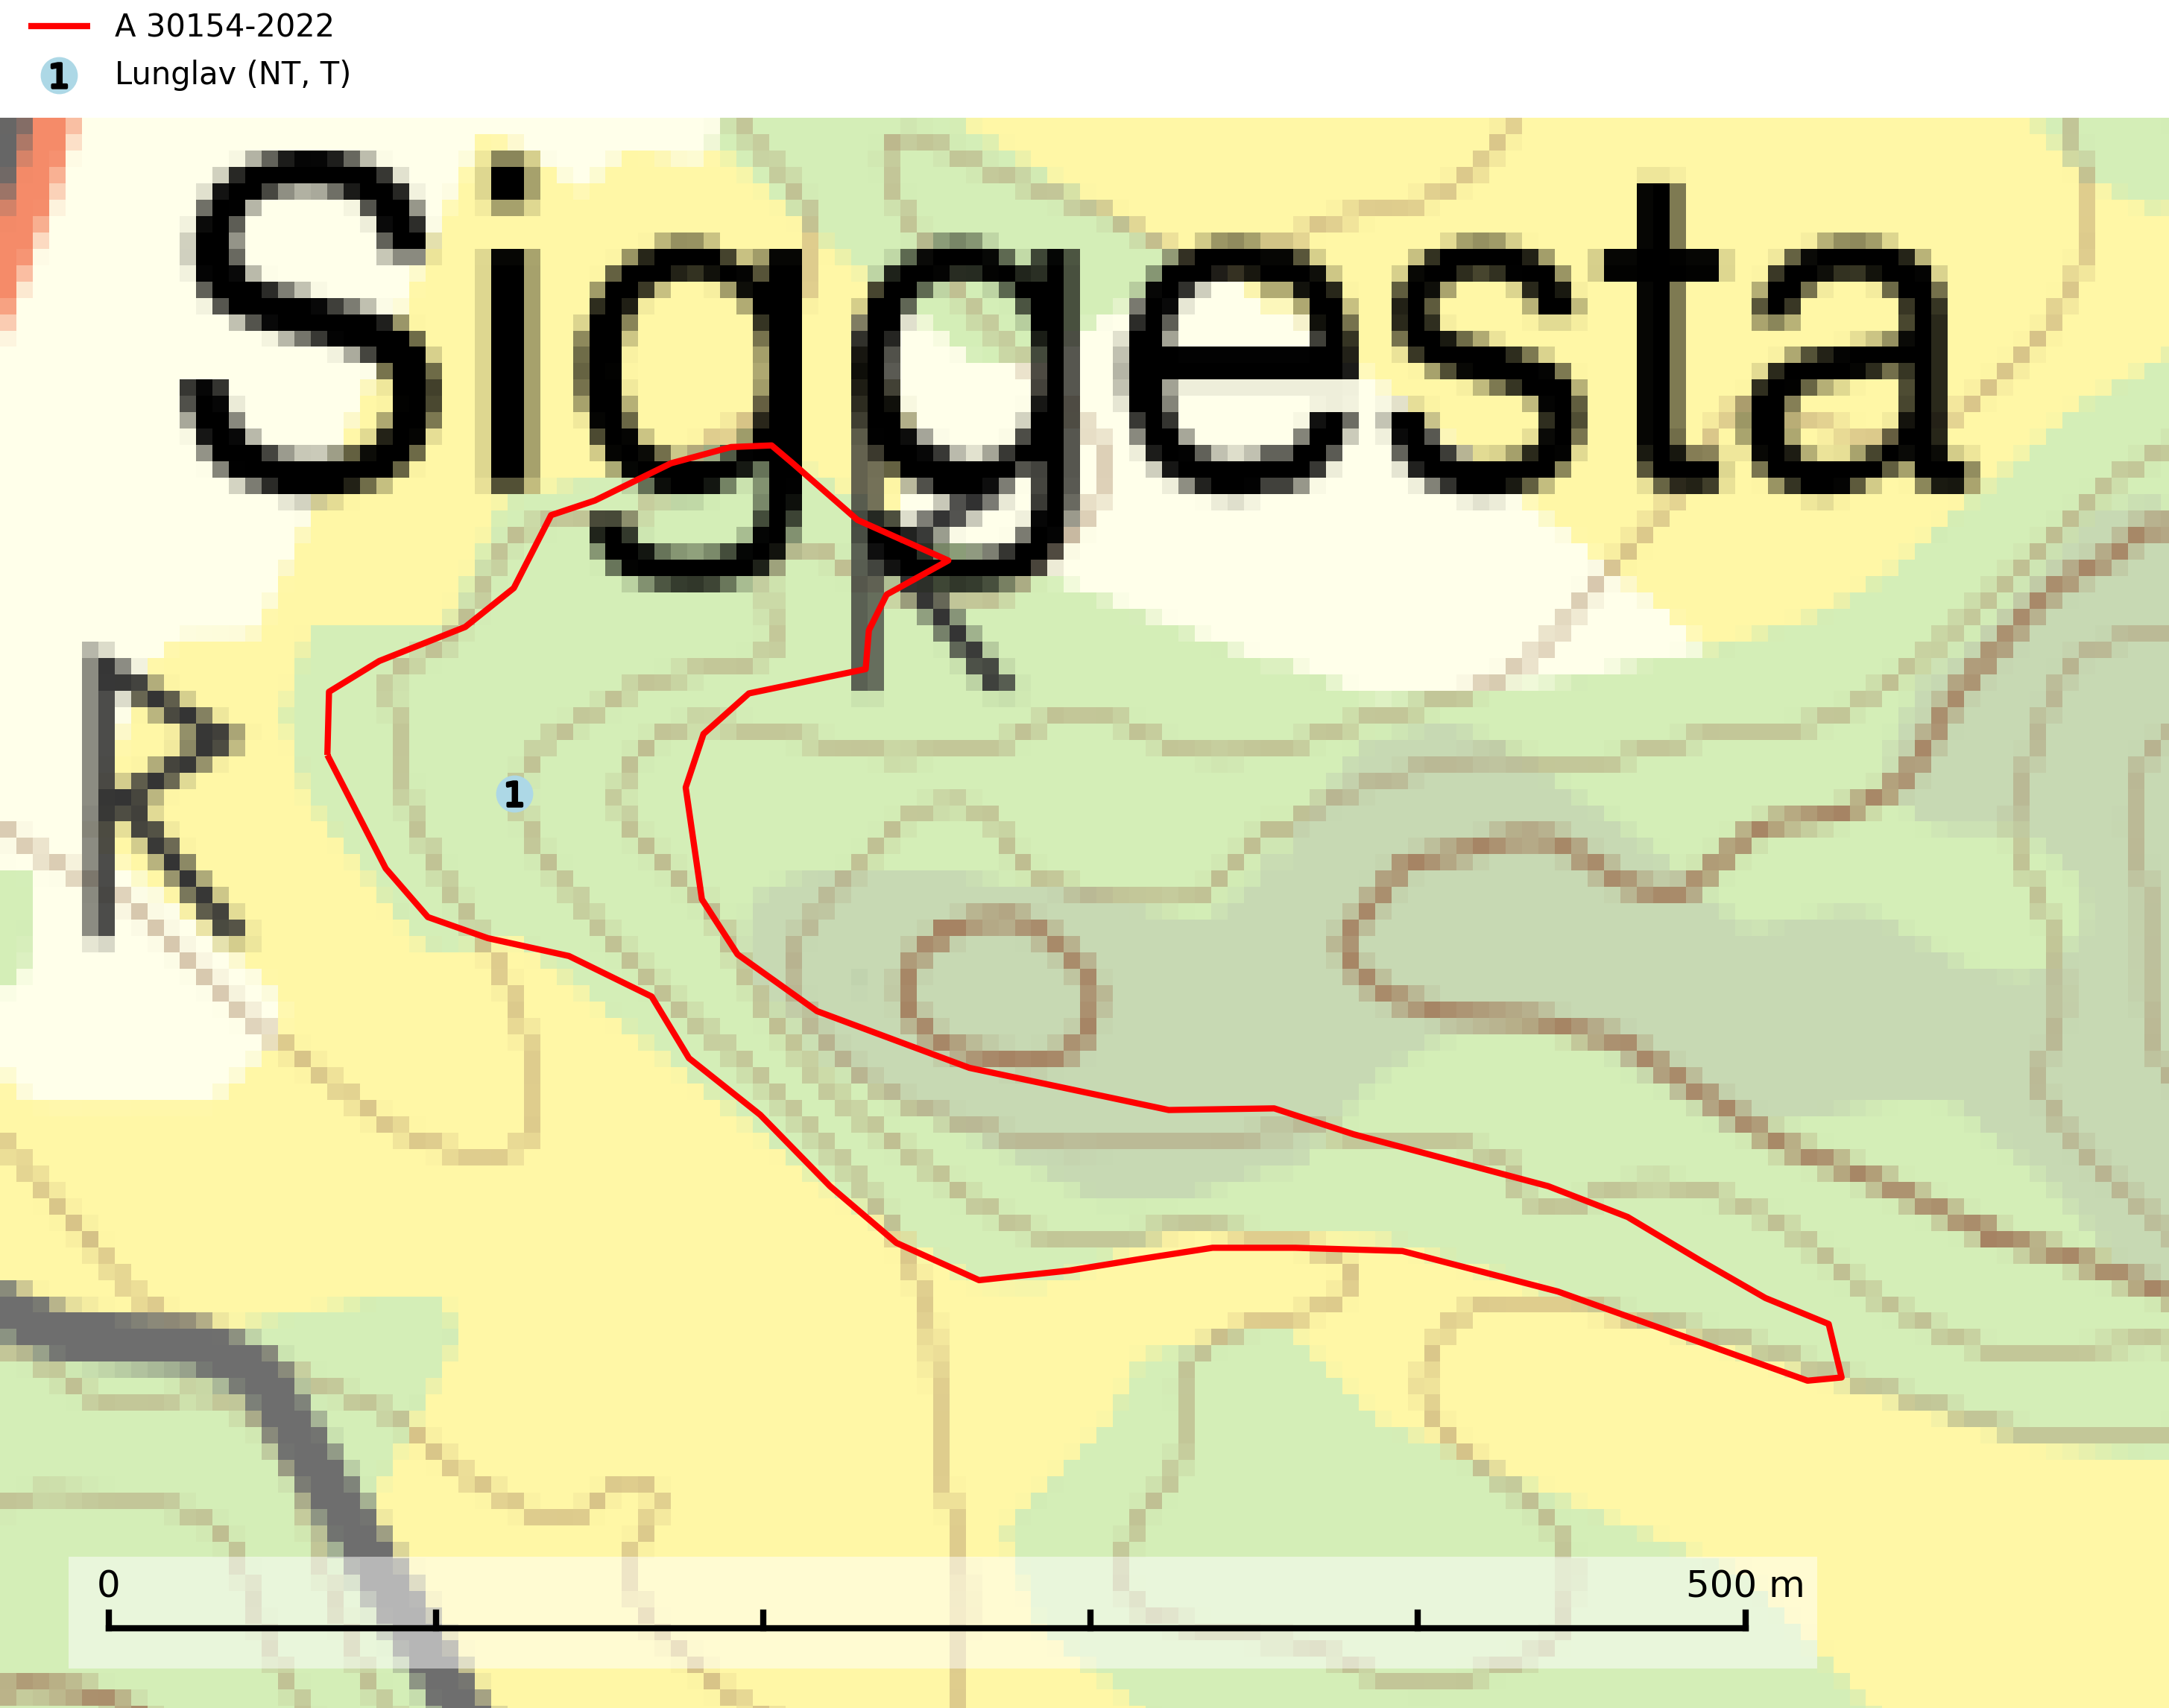 A 30154-2022
1 Lunglav (NT, T)
Siggesta
R
R
1
0 500 m